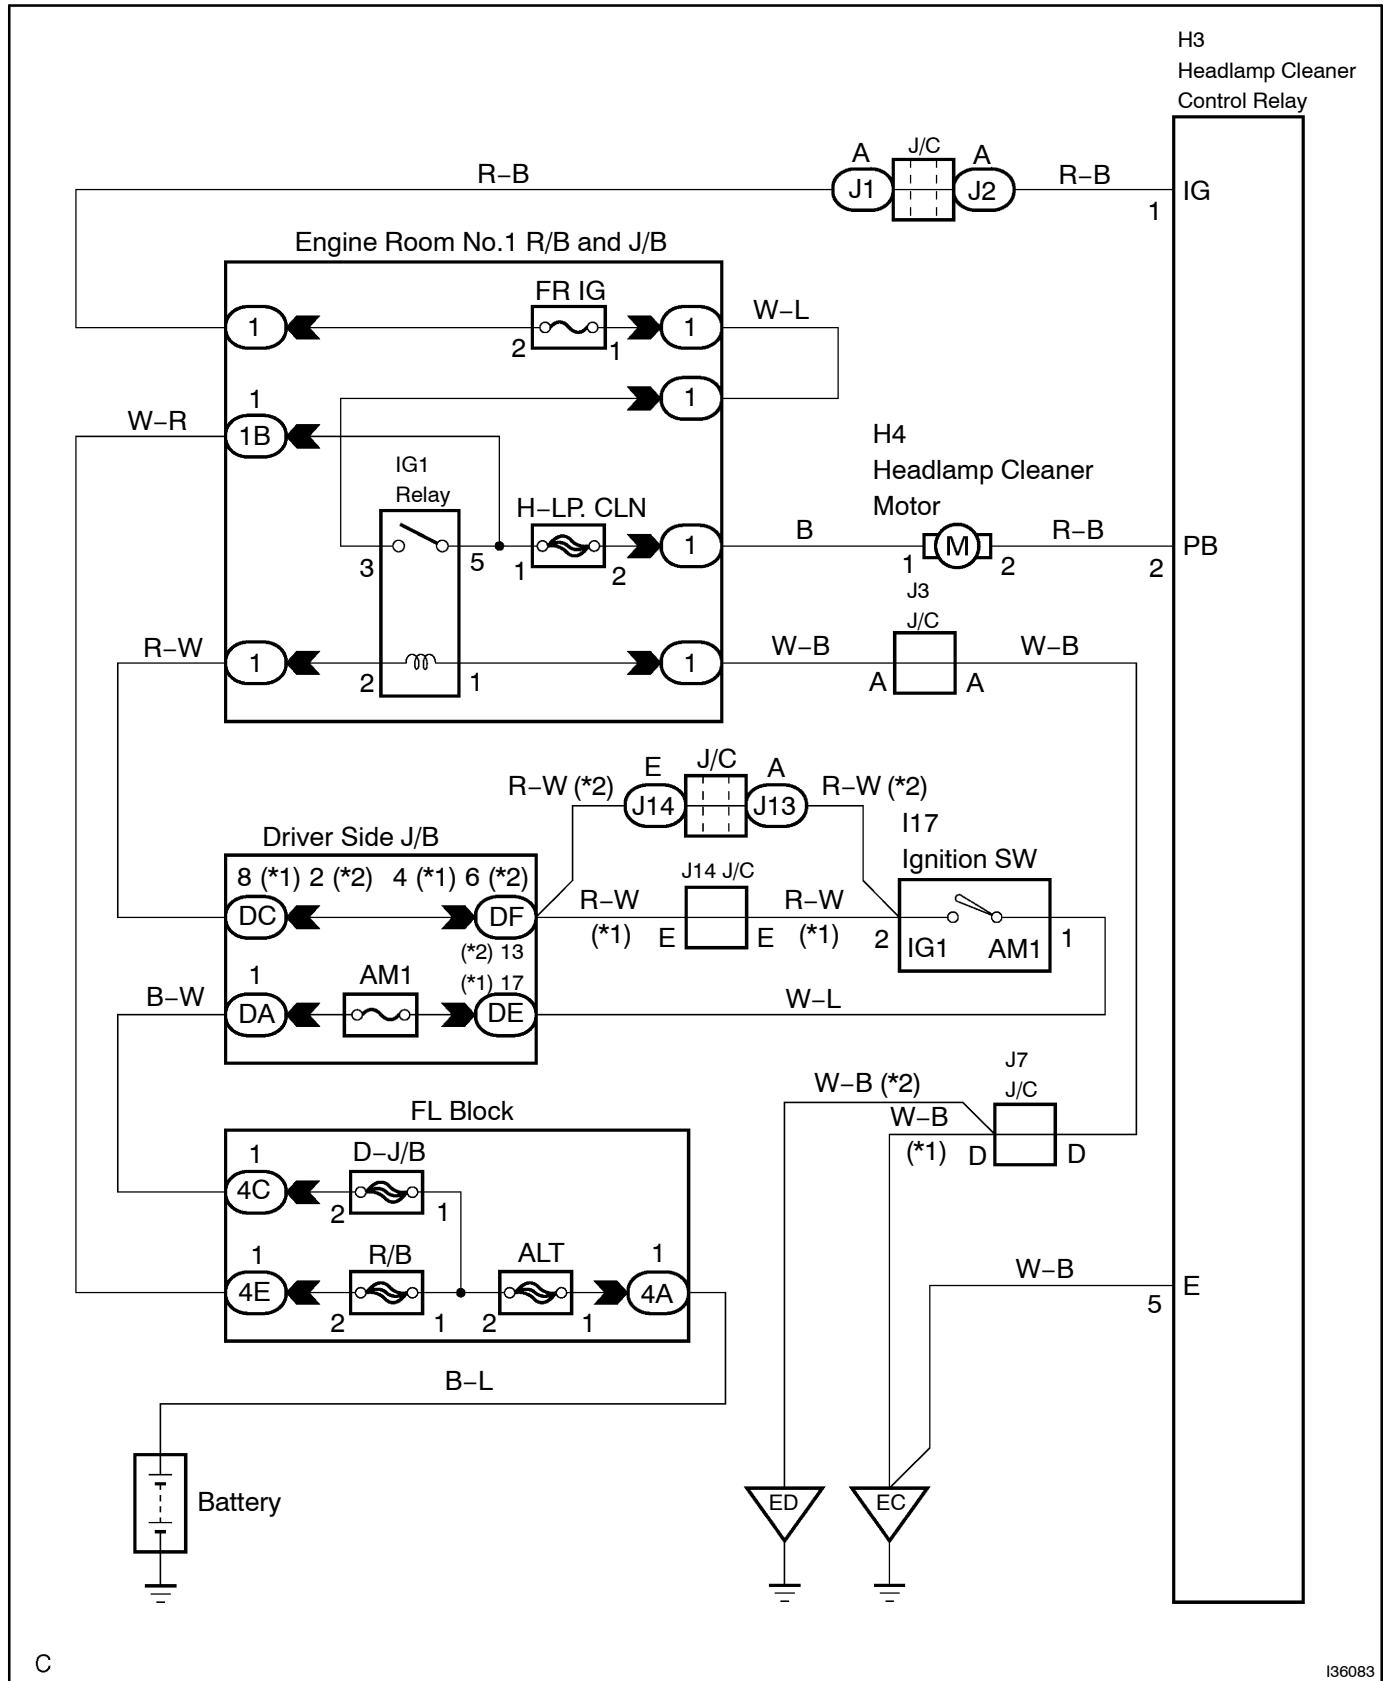 H3
Headlamp Cleaner
Control Relay
A
J/C
A
R−B
J1
J2
R−B
IG
1
Engine Room No.1 R/B and J/B
FR IG
1
1
W−L
2
1
1
1
W−R
1B
H4
Headlamp Cleaner
Motor
IG1
Relay
H−LP. CLN
1
B
M
R−B
PB
3
5
1
2
1
2
2
J3
J/C
R−W
1
1
W−B
W−B
2
1
A
A
J/C
E
A
R−W (*2)
J14
J13
R−W (*2)
I17
Ignition SW
Driver Side J/B
8 (*1) 2 (*2)
4 (*1) 6 (*2)
J14 J/C
DC
DF
R−W
R−W
(*1)
E
E
(*1)
2
IG1
AM1
1
(*2) 13
1
AM1
(*1) 17
B−W
DA
DE
W−L
J7
J/C
W−B (*2)
W−B
(*1)
D
D
FL Block
1
D−J/B
4C
2
1
1
R/B
ALT
1
4E
4A
2
1
2
1
W−B
E
5
B−L
Battery
ED
EC
C
I36083